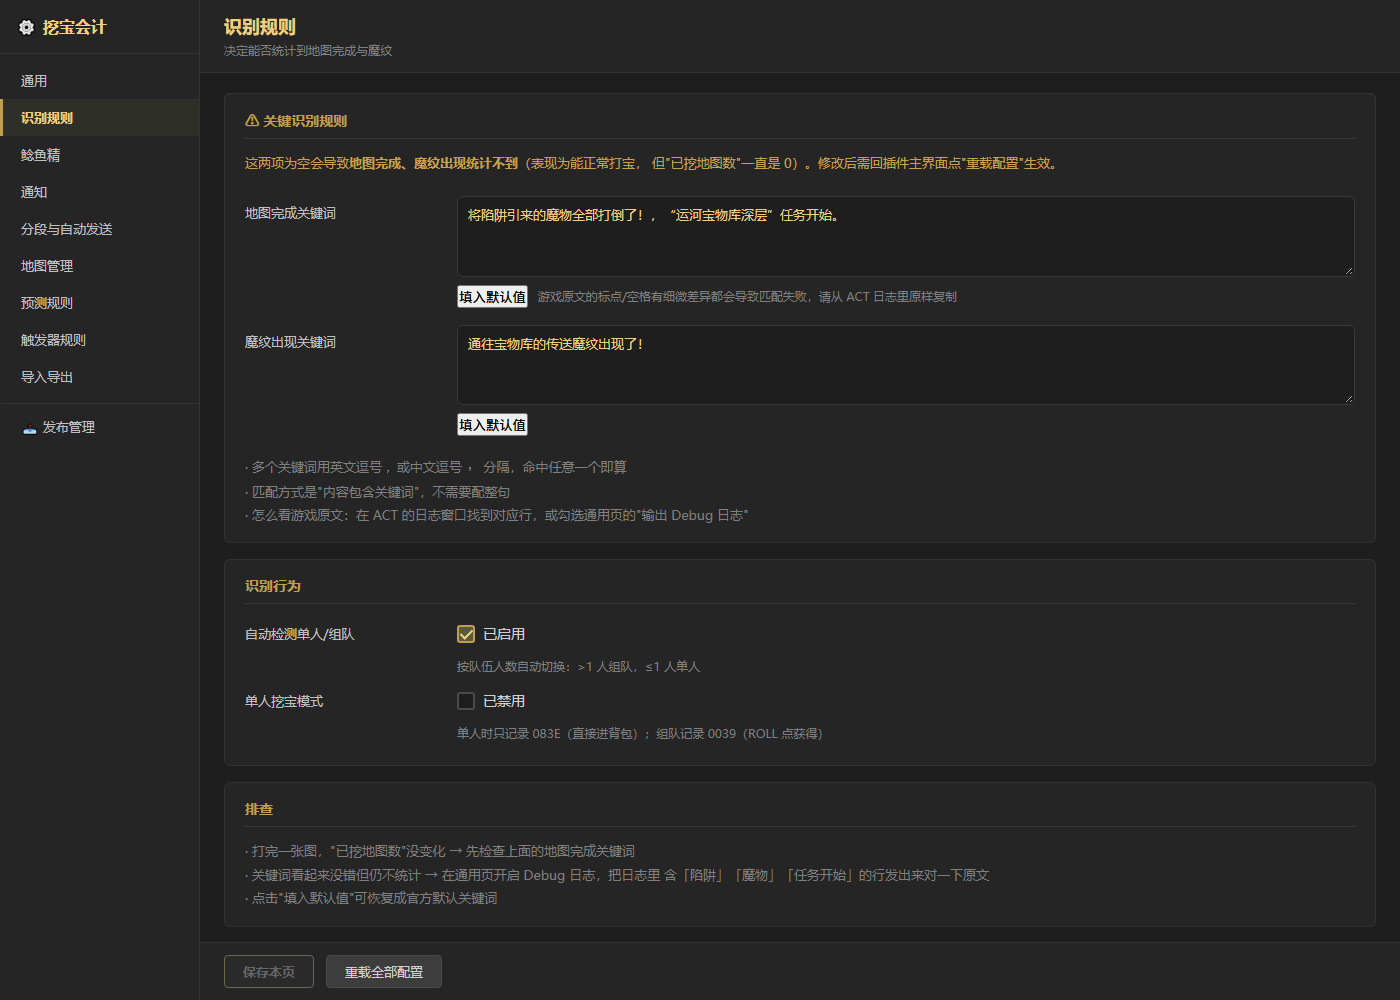 挖宝会计
通用
识别规则
鲶鱼精
通知
分段与自动发送
地图管理
预测规则
触发器规则
导入导出
发布管理
识别规则
决定能否统计到地图完成与魔纹
⚠ 关键识别规则
这两项为空会导致地图完成、魔纹出现统计不到（表现为能正常打宝， 但"已挖地图数"一直是 0）。修改后需回插件主界面点"重载配置"生效。
地图完成关键词
将陷阱引来的魔物全部打倒了！，“运河宝物库深层”任务开始。
填入默认值 游戏原文的标点/空格有细微差异都会导致匹配失败，请从 ACT 日志里原样复制
魔纹出现关键词
通往宝物库的传送魔纹出现了！
填入默认值
· 多个关键词用英文逗号 , 或中文逗号 ， 分隔，命中任意一个即算
· 匹配方式是"内容包含关键词"，不需要配整句
· 怎么看游戏原文：在 ACT 的日志窗口找到对应行，或勾选通用页的"输出 Debug 日志"
识别行为
自动检测单人/组队 已启用
按队伍人数自动切换：>1 人组队，≤1 人单人
单人挖宝模式 已禁用
单人时只记录 083E（直接进背包）；组队记录 0039（ROLL 点获得）
排查
· 打完一张图，"已挖地图数"没变化 → 先检查上面的地图完成关键词
· 关键词看起来没错但仍不统计 → 在通用页开启 Debug 日志，把日志里 含「陷阱」「魔物」「任务开始」的行发出来对一下原文
· 点击"填入默认值"可恢复成官方默认关键词
保存本页 重载全部配置